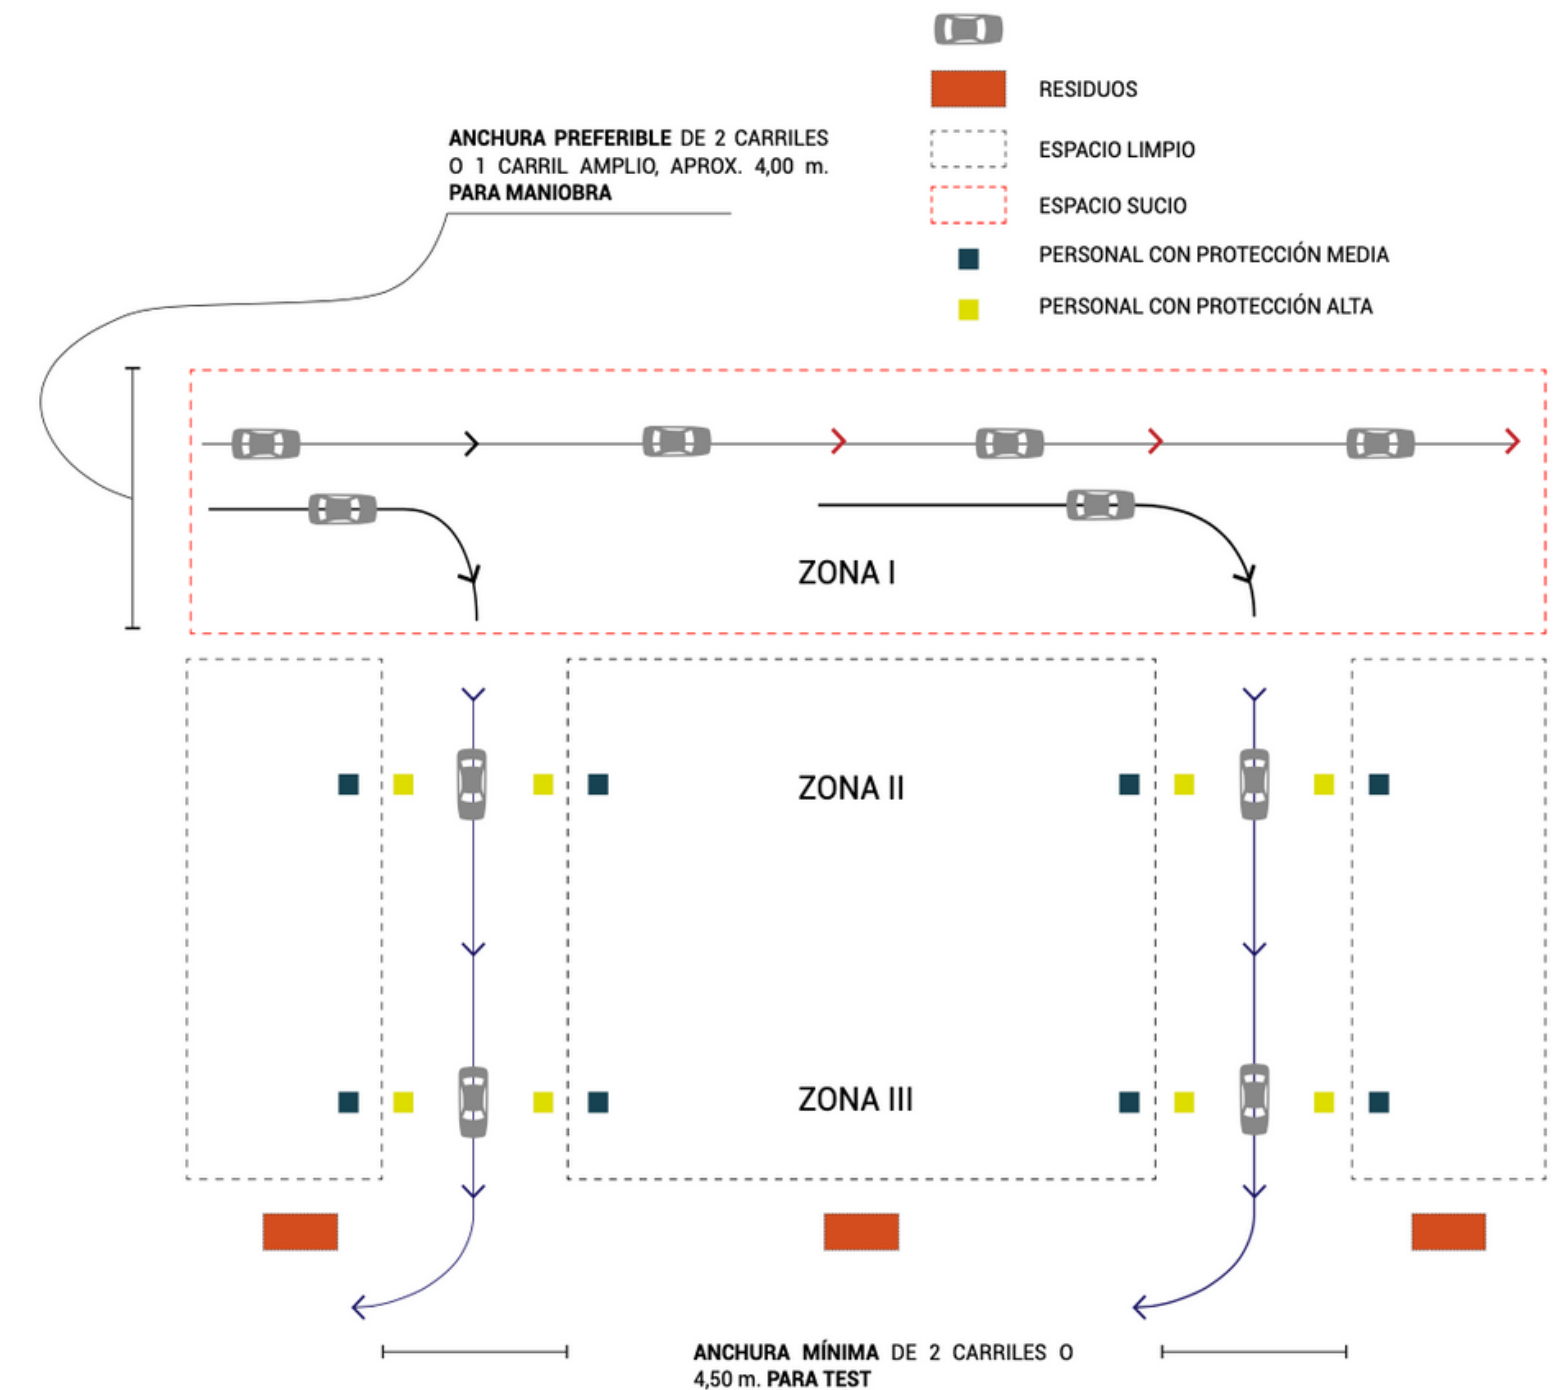 RESIDUOS
ANCHURA PREFERIBLE DE 2 CARRILES
O 1 CARRIL AMPLIO, APROX. 4,00 m.
PARA MANIOBRA
ESPACIO LIMPIO
ESPACIO SUCIO
PERSONAL CON PROTECCIÓN MEDIA
PERSONAL CON PROTECCIÓN ALTA
ZONA I
ZONA II
ZONA III
ANCHURA MÍNIMA DE 2 CARRILES O
4,50 m. PARA TEST